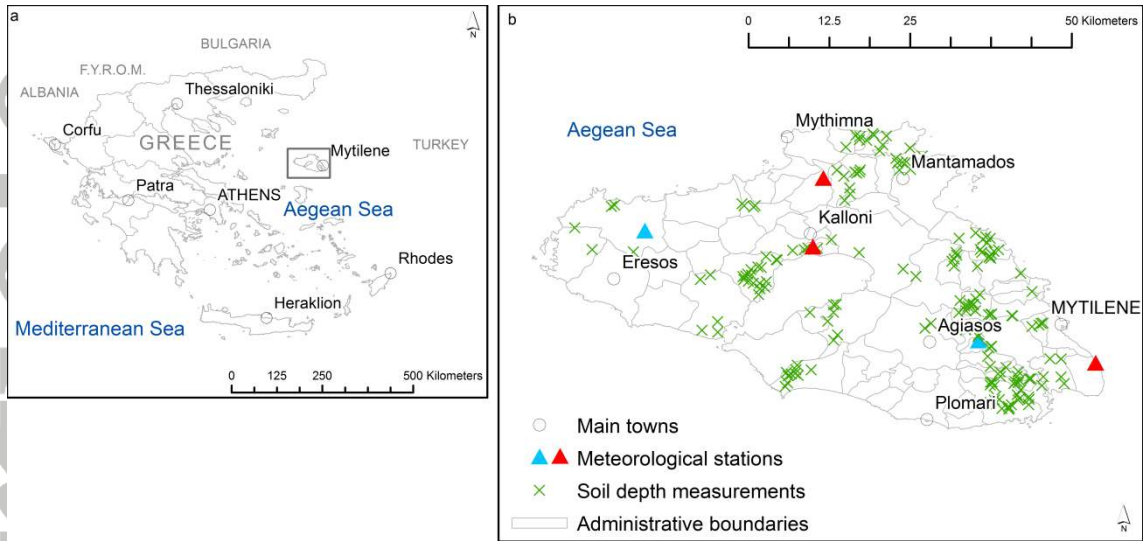 a
N
BULGARIA
F.Y.R.O.M.
ALBANIA
Thessaloniki
Corfu
GREECE
TURKEY
Mytilene
Patra
ATHENS
Aegean Sea
Rhodes
Heraklion
Mediterranean Sea
0 125 250 500 Kilometers
b
0 12.5 25 50 Kilometers
Aegean Sea
Mythimna
Mantamados
Kalloni
Eresos
MYTILENE
Agiasos
Plomari
Main towns
Meteorological stations
Soil depth measurements
Administrative boundaries
N